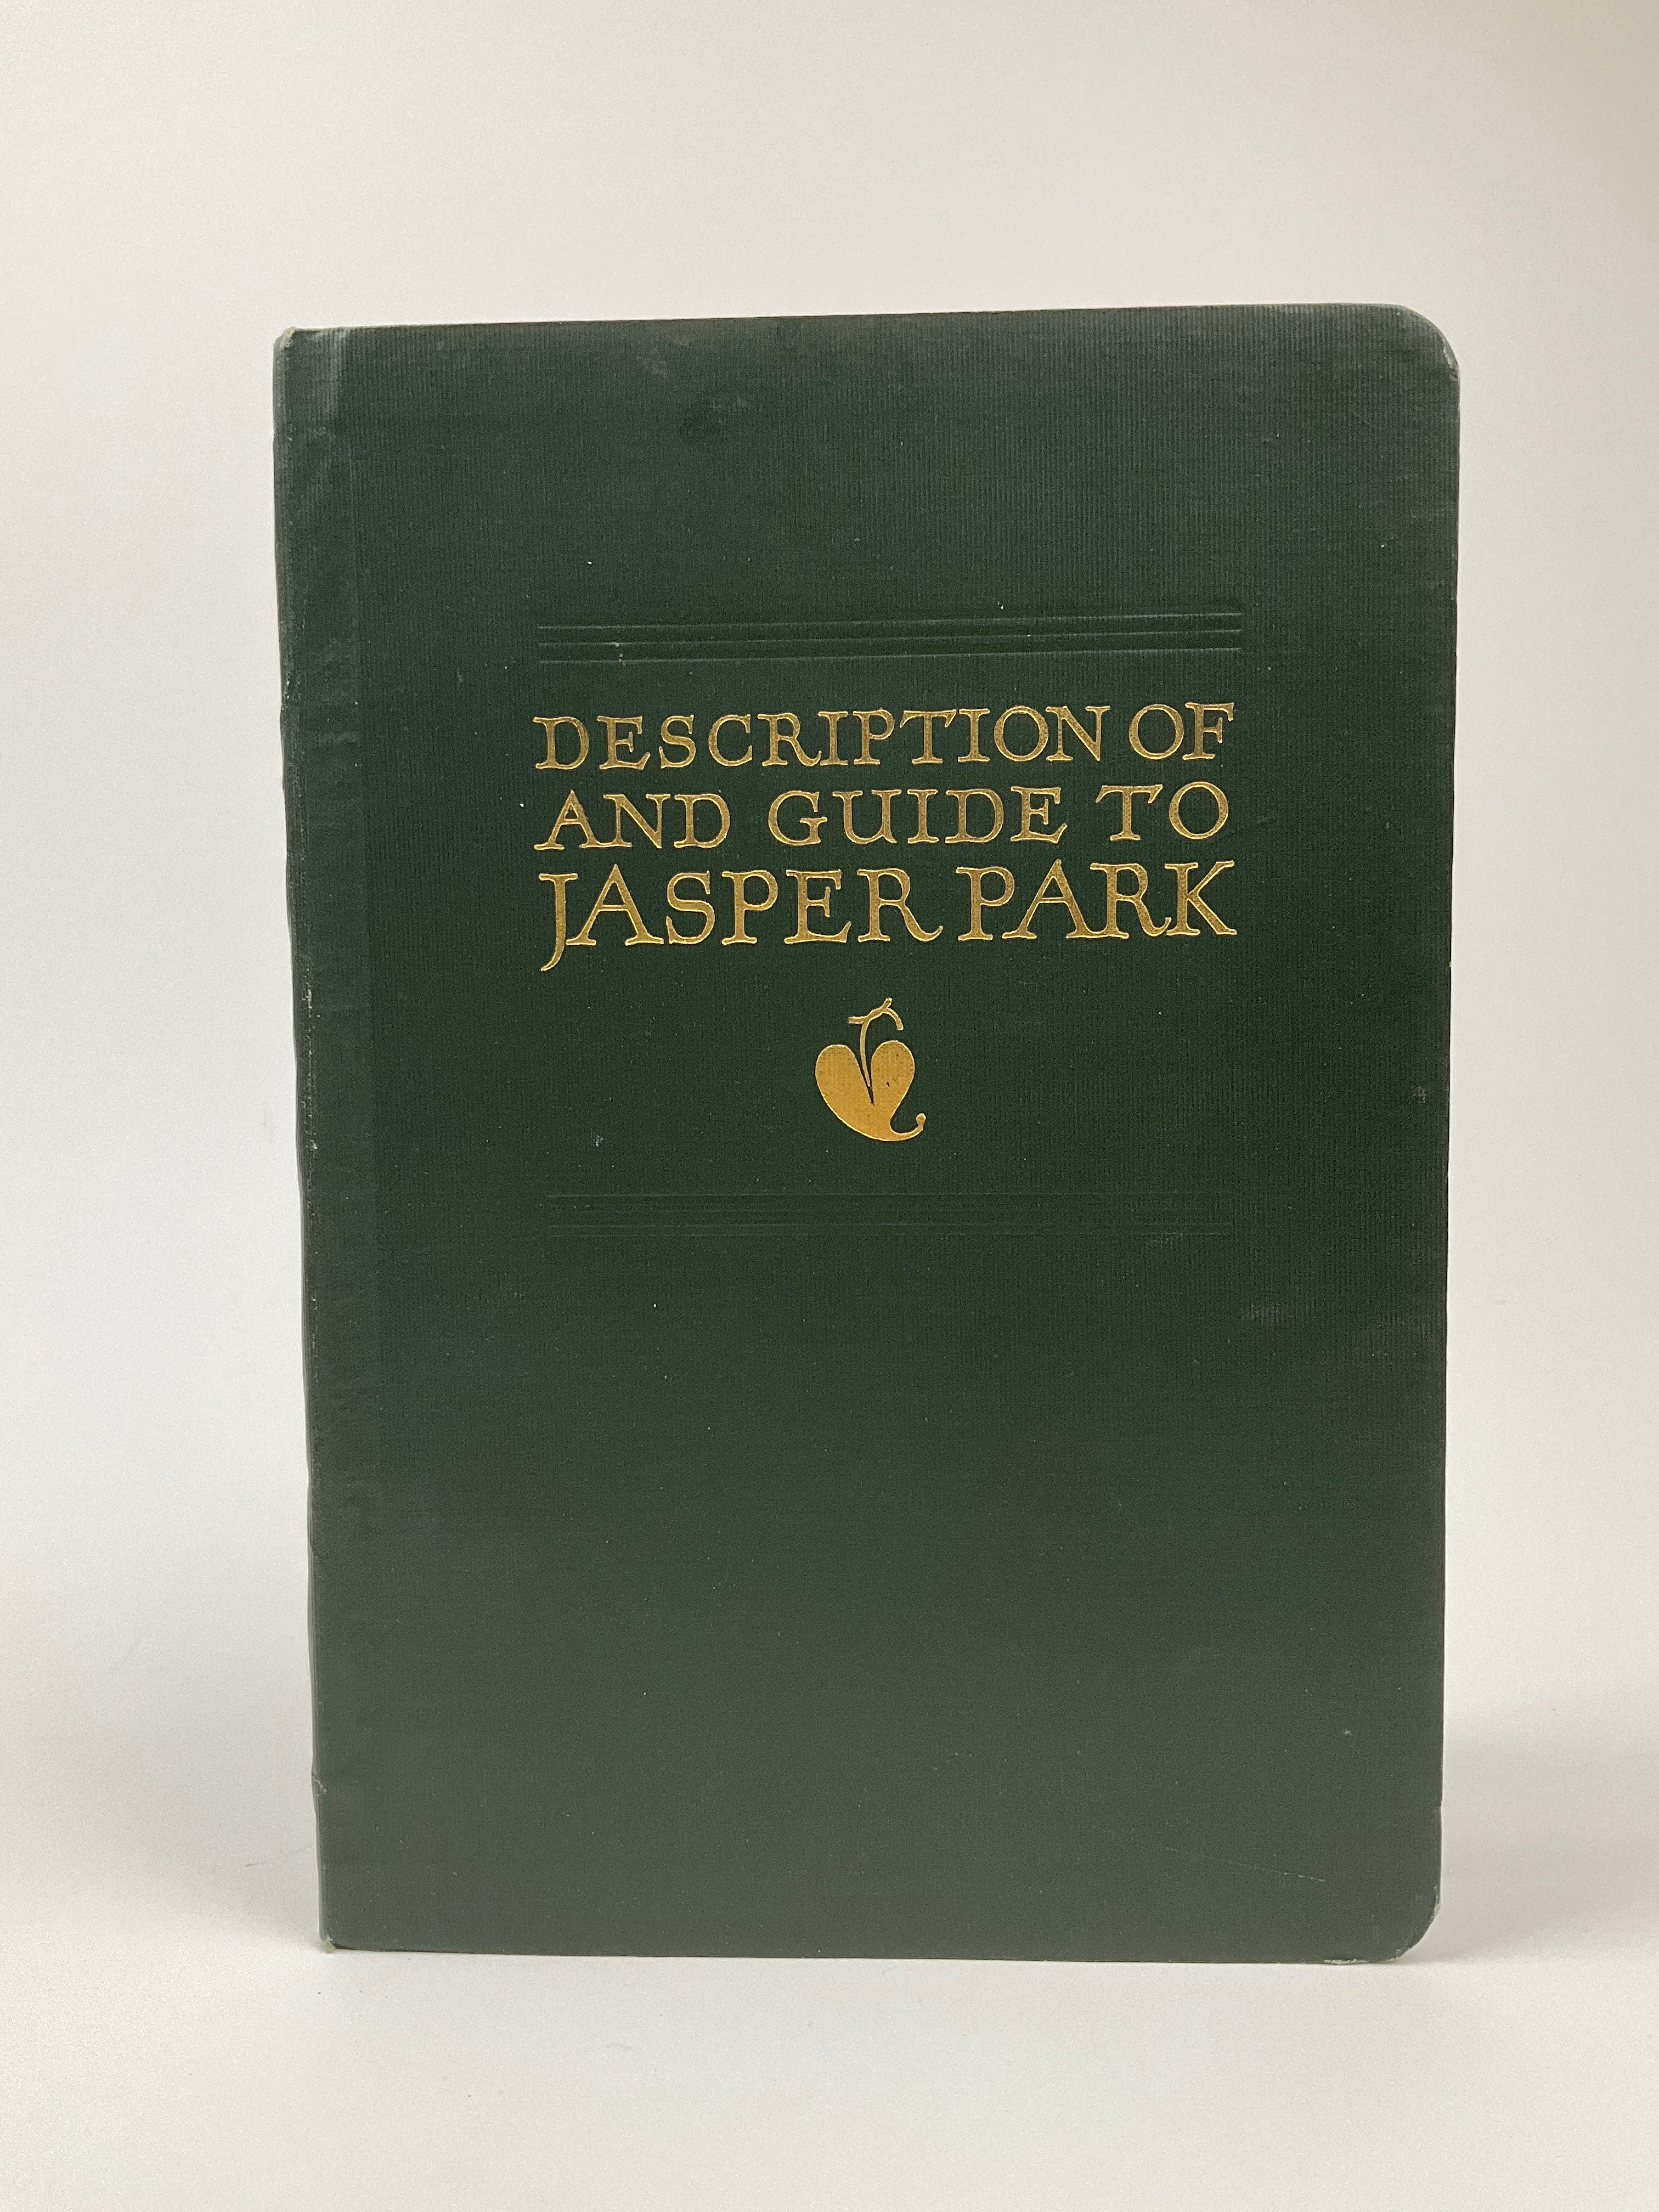 DESCRIPTION OF
AND GUIDE TO
JASPER PARK